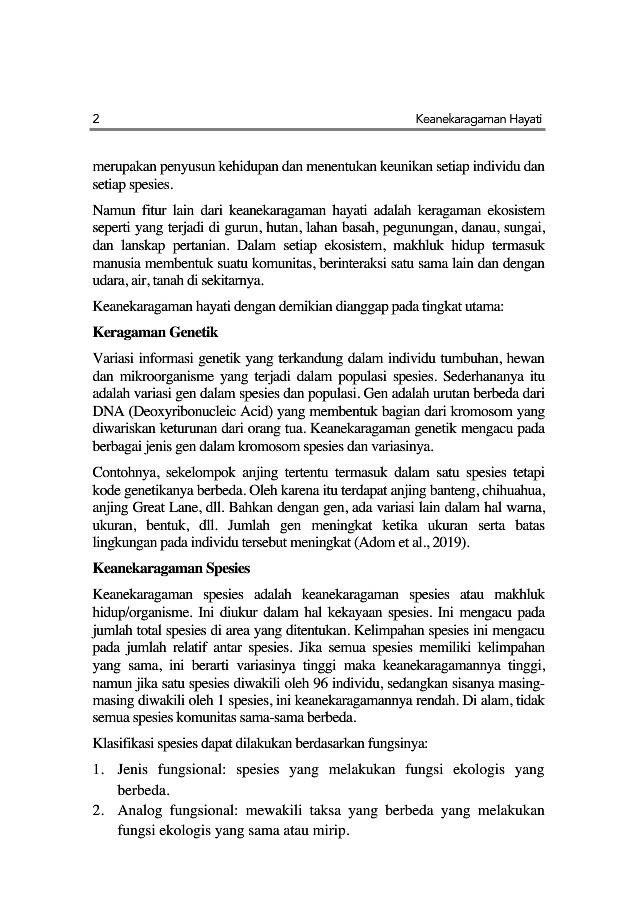 2 Keanekaragaman Hayati
merupakan penyusun kehidupan dan menentukan keunikan setiap individu dan
setiap spesies.
Namun fitur lain dari keanekaragaman hayati adalah keragaman ekosistem
seperti yang terjadi di gurun, hutan, lahan basah, pegunungan, danau, sungai,
dan lanskap pertanian. Dalam setiap ekosistem, makhluk hidup termasuk
manusia membentuk suatu komunitas, berinteraksi satu sama lain dan dengan
udara, air, tanah di sekitarnya.
Keanekaragaman hayati dengan demikian dianggap pada tingkat utama:
Keragaman Genetik
Variasi informasi genetik yang terkandung dalam individu tumbuhan, hewan
dan mikroorganisme yang terjadi dalam populasi spesies. Sederhananya itu
adalah variasi gen dalam spesies dan populasi. Gen adalah urutan berbeda dari
DNA (Deoxyribonucleic Acid) yang membentuk bagian dari kromosom yang
diwariskan keturunan dari orang tua. Keanekaragaman genetik mengacu pada
berbagai jenis gen dalam kromosom spesies dan variasinya.
Contohnya, sekelompok anjing tertentu termasuk dalam satu spesies tetapi
kode genetikanya berbeda. Oleh karena itu terdapat anjing banteng, chihuahua,
anjing Great Lane, dll. Bahkan dengan gen, ada variasi lain dalam hal warna,
ukuran, bentuk, dll. Jumlah gen meningkat ketika ukuran serta batas
lingkungan pada individu tersebut meningkat (Adom et al., 2019).
Keanekaragaman Spesies
Keanekaragaman spesies adalah keanekaragaman spesies atau makhluk
hidup/organisme. Ini diukur dalam hal kekayaan spesies. Ini mengacu pada
jumlah total spesies di area yang ditentukan. Kelimpahan spesies ini mengacu
pada jumlah relatif antar spesies. Jika semua spesies memiliki kelimpahan
yang sama, ini berarti variasinya tinggi maka keanekaragamannya tinggi,
namun jika satu spesies diwakili oleh 96 individu, sedangkan sisanya masing-
masing diwakili oleh 1 spesies, ini keanekaragamannya rendah. Di alam, tidak
semua spesies komunitas sama-sama berbeda.
Klasifikasi spesies dapat dilakukan berdasarkan fungsinya:
1. Jenis fungsional: spesies yang melakukan fungsi ekologis yang
berbeda.
2. Analog fungsional: mewakili taksa yang berbeda yang melakukan
fungsi ekologis yang sama atau mirip.